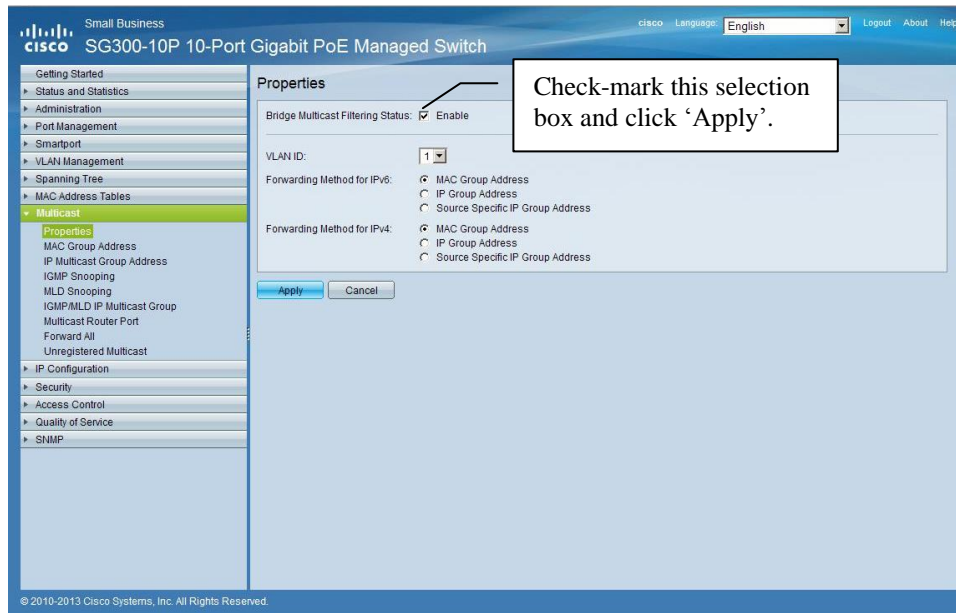 Small Business
cisco Language: English Logout About Help
CISCO SG300-10P 10-Port Gigabit PoE Managed Switch
Getting Started
Status and Statistics
Administration
Port Management
Smartport
VLAN Management
Spanning Tree
MAC Address Tables
Multicast
Properties
MAC Group Address
IP Multicast Group Address
IGMP Snooping
MLD Snooping
IGMP/MLD IP Multicast Group
Multicast Router Port
Forward All
Unregistered Multicast
IP Configuration
Security
Access Control
Quality of Service
SNMP
Properties
Check-mark this selection
box and click ‘Apply’.
Bridge Multicast Filtering Status: Enable
VLAN ID: 1
Forwarding Method for IPv6: MAC Group Address
IP Group Address
Source Specific IP Group Address
Forwarding Method for IPv4: MAC Group Address
IP Group Address
Source Specific IP Group Address
Apply Cancel
© 2010-2013 Cisco Systems, Inc. All Rights Reserved.